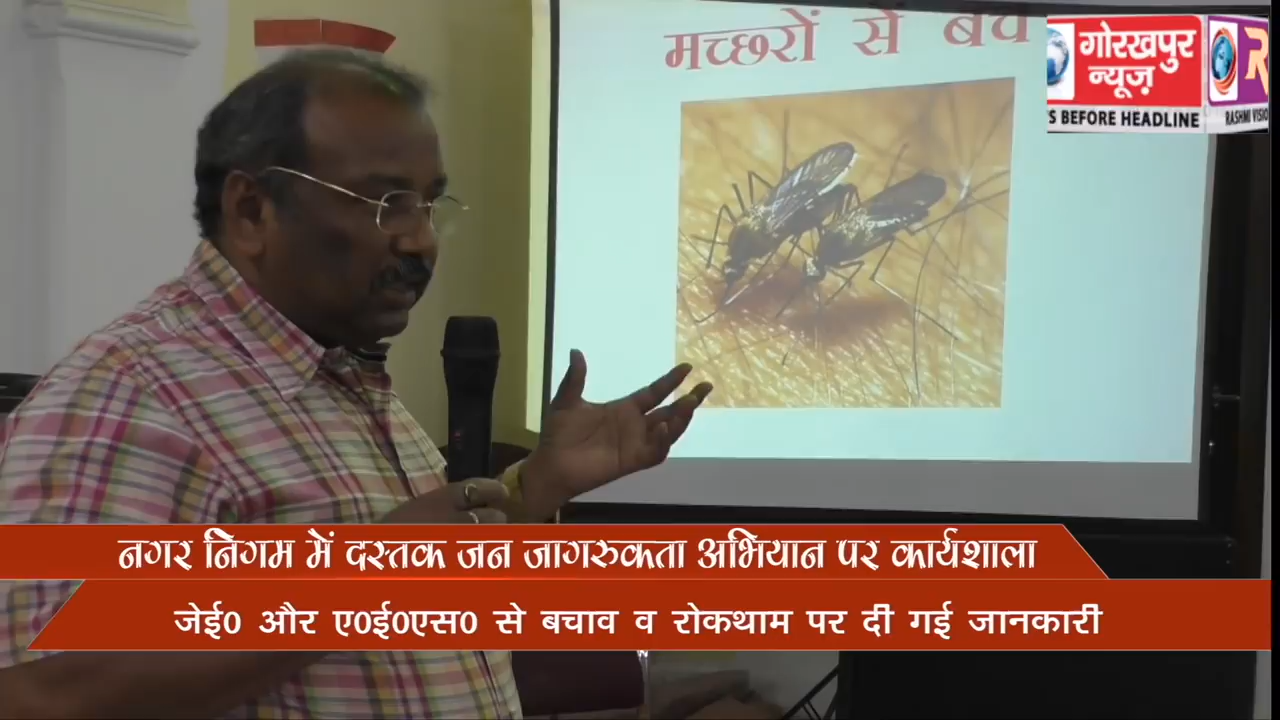 मच्छरों से बच
गोरखपुर
न्यूज़
S BEFORE HEADLINE
R
RASHMI VISIO
नगर निगम में दस्तक जन जागरुकता अभियान पर कार्यशाला
जेई0 और ए0ई0एस0 से बचाव व रोकथाम पर दी गई जानकारी